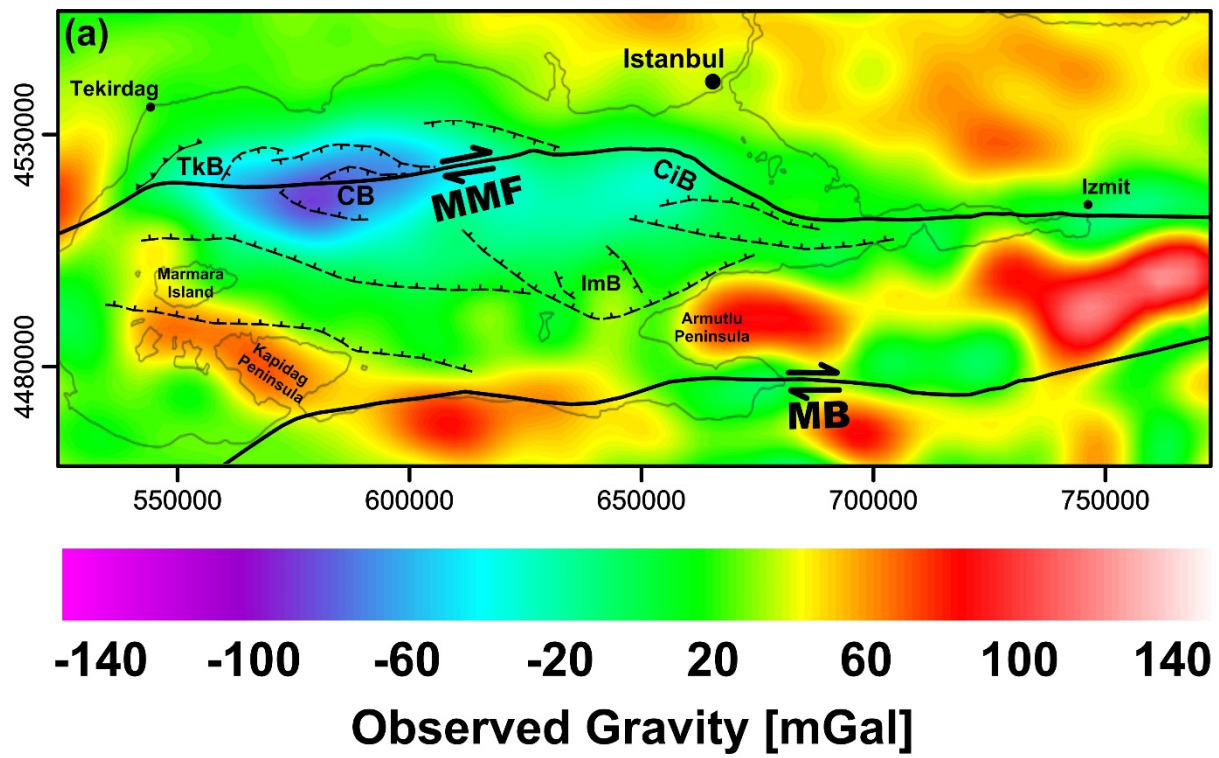 (a)
Istanbul
Tekirdag
4530000
TkB
CB
MMF
CiB
Izmit
Marmara
Island
ImB
Armutlu
Peninsula
Kapidag
Peninsula
4480000
MB
550000 600000 650000 700000 750000
-140 -100 -60 -20 20 60 100 140
Observed Gravity [mGal]